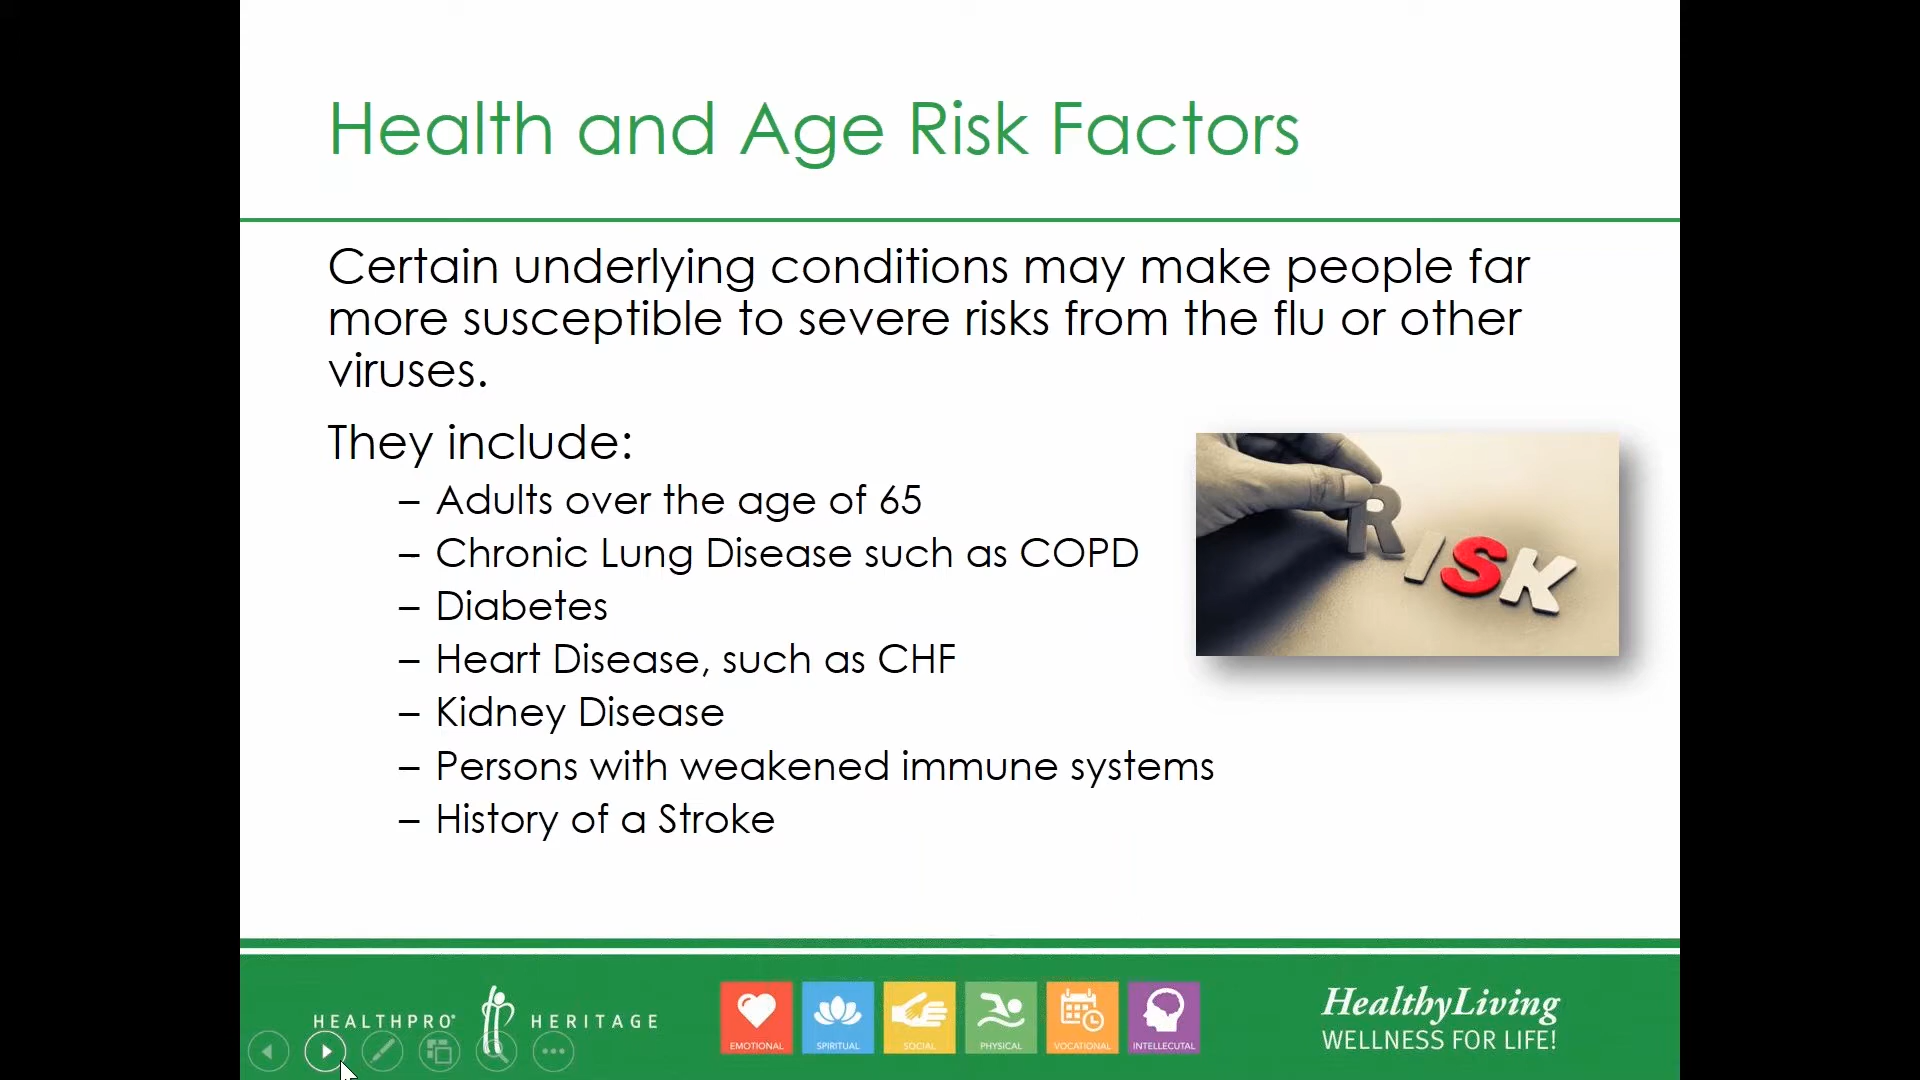 Health and Age Risk Factors
Certain underlying conditions may make people far
more susceptible to severe risks from the flu or other
viruses.
They include:
– Adults over the age of 65
– Chronic Lung Disease such as COPD
– Diabetes
– Heart Disease, such as CHF
– Kidney Disease
– Persons with weakened immune systems
– History of a Stroke
RISK
HEALTHPRO® HERITAGE
EMOTIONAL
SPIRITUAL
SOCIAL
PHYSICAL
VOCATIONAL
INTELLECUTAL
HealthyLiving
WELLNESS FOR LIFE!